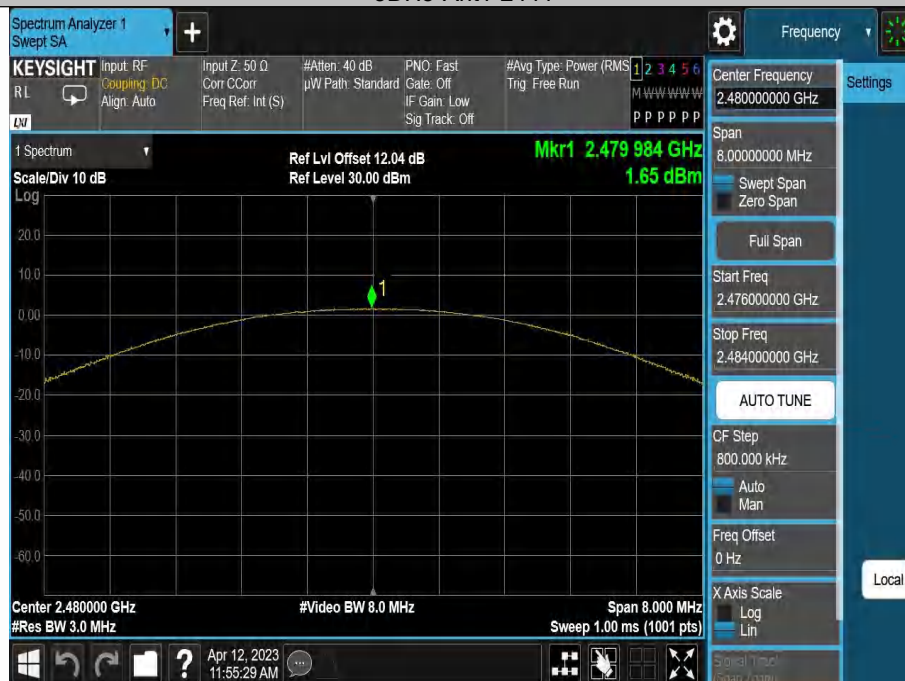 Spectrum Analyzer 1
Swept SA
+
Frequency
KEYSIGHT
RL
LXI
Input: RF
Coupling: DC
Align: Auto
Input Z: 50 Ω
Corr CCorr
Freq Ref: Int (S)
#Atten: 40 dB
µW Path: Standard
PNO: Fast
Gate: Off
IF Gain: Low
Sig Track: Off
#Avg Type: Power (RMS
Trig: Free Run
1 2 3 4 5 6
M W W W W W
P P P P P P
1 Spectrum
Scale/Div 10 dB
Log
Ref Lvl Offset 12.04 dB
Ref Level 30.00 dBm
Mkr1 2.479 984 GHz
1.65 dBm
1
20.0
10.0
0.00
-10.0
-20.0
-30.0
-40.0
-50.0
-60.0
Center 2.480000 GHz
#Res BW 3.0 MHz
#Video BW 8.0 MHz
Span 8.000 MHz
Sweep 1.00 ms (1001 pts)
Apr 12, 2023
11:55:29 AM
?
Center Frequency
2.480000000 GHz
Settings
Span
8.00000000 MHz
Swept Span
Zero Span
Full Span
Start Freq
2.476000000 GHz
Stop Freq
2.484000000 GHz
AUTO TUNE
CF Step
800.000 kHz
Auto
Man
Freq Offset
0 Hz
Local
X Axis Scale
Log
Lin